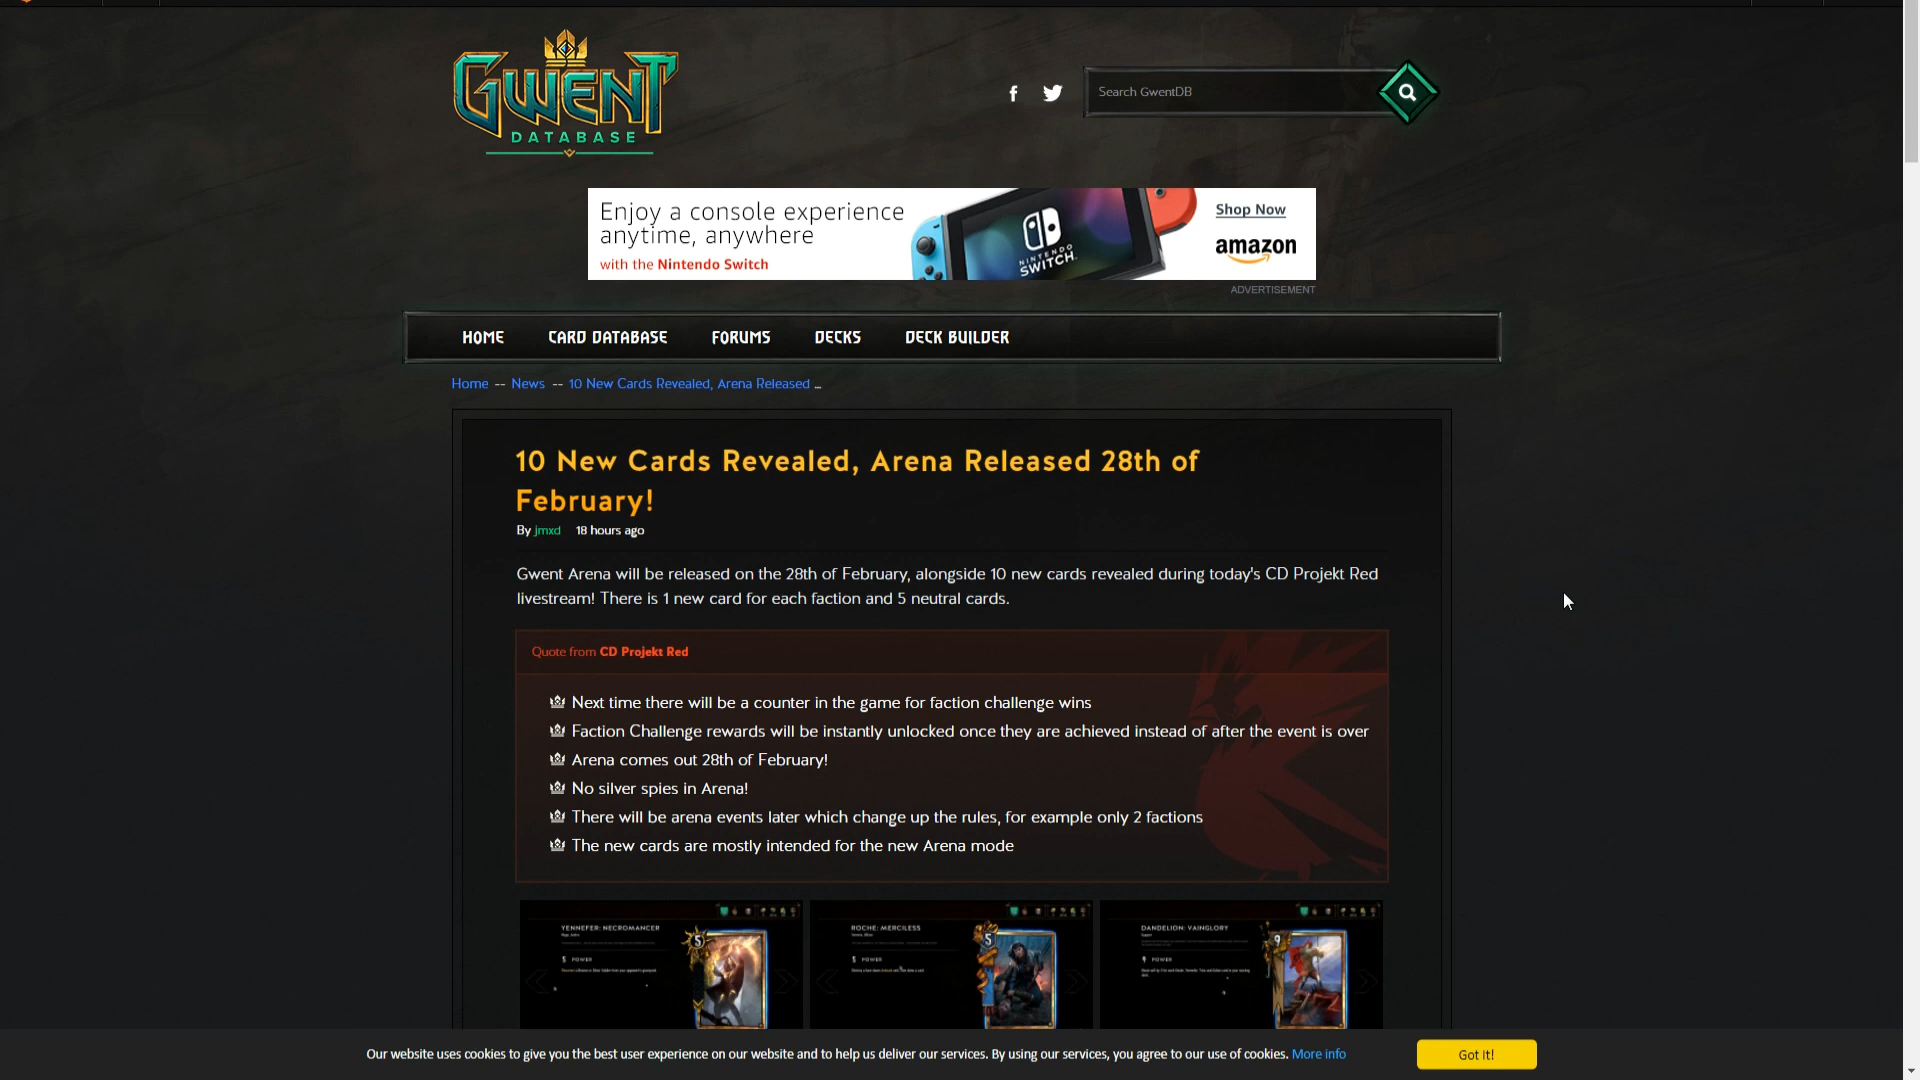 GWENT
DATABASE
Search GwentDB
Enjoy a console experience
anytime, anywhere
with the Nintendo Switch
NINTENDO
SWITCH
Shop Now
amazon
ADVERTISEMENT
HOME CARD DATABASE FORUMS DECKS DECK BUILDER
Home -- News -- 10 New Cards Revealed, Arena Released ...
10 New Cards Revealed, Arena Released 28th of
February!
By jmxd 18 hours ago
Gwent Arena will be released on the 28th of February, alongside 10 new cards revealed during today's CD Projekt Red
livestream! There is 1 new card for each faction and 5 neutral cards.
Quote from CD Projekt Red
Next time there will be a counter in the game for faction challenge wins
Faction Challenge rewards will be instantly unlocked once they are achieved instead of after the event is over
Arena comes out 28th of February!
No silver spies in Arena!
There will be arena events later which change up the rules, for example only 2 factions
The new cards are mostly intended for the new Arena mode
YENNEFER: NECROMANCER
5 POWER
5
ROCHE: MERCILESS
5 POWER
5
DANDELION: VAINGLORY
9 POWER
9
Our website uses cookies to give you the best user experience on our website and to help us deliver our services. By using our services, you agree to our use of cookies. More info
Got It!